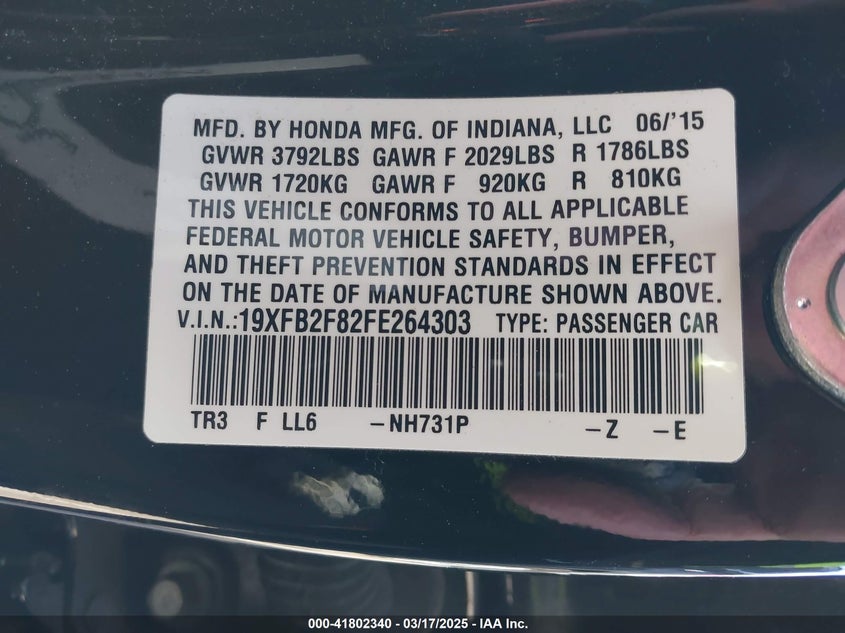 MFD. BY HONDA MFG. OF INDIANA, LLC 06/'15
GVWR 3792LBS GAWR F 2029LBS R 1786LBS
GVWR 1720KG GAWR F 920KG R 810KG
THIS VEHICLE CONFORMS TO ALL APPLICABLE
FEDERAL MOTOR VEHICLE SAFETY, BUMPER,
AND THEFT PREVENTION STANDARDS IN EFFECT
ON THE DATE OF MANUFACTURE SHOWN ABOVE.
V.I.N.:19XFB2F82FE264303 TYPE: PASSENGER CAR
TR3 F LL6 –NH731P –Z –E
000-41802340 - 03/17/2025 - IAA Inc.